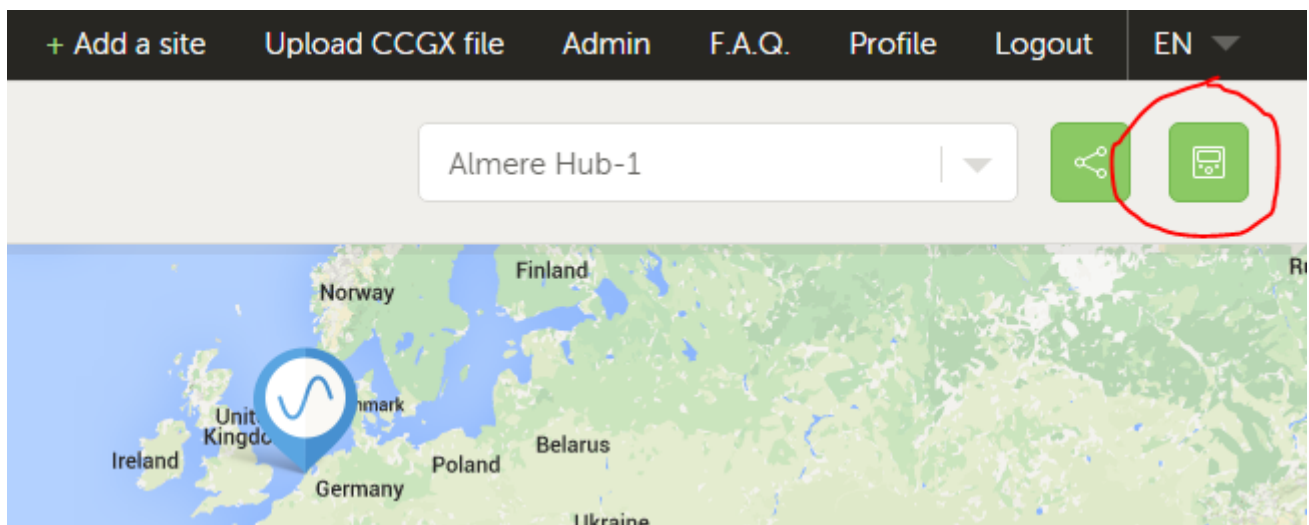 + Add a site Upload CCGX file Admin F.A.Q. Profile Logout EN
Almere Hub-1
Finland
Norway
Ireland
Poland
Belarus
Germany
Ukraine